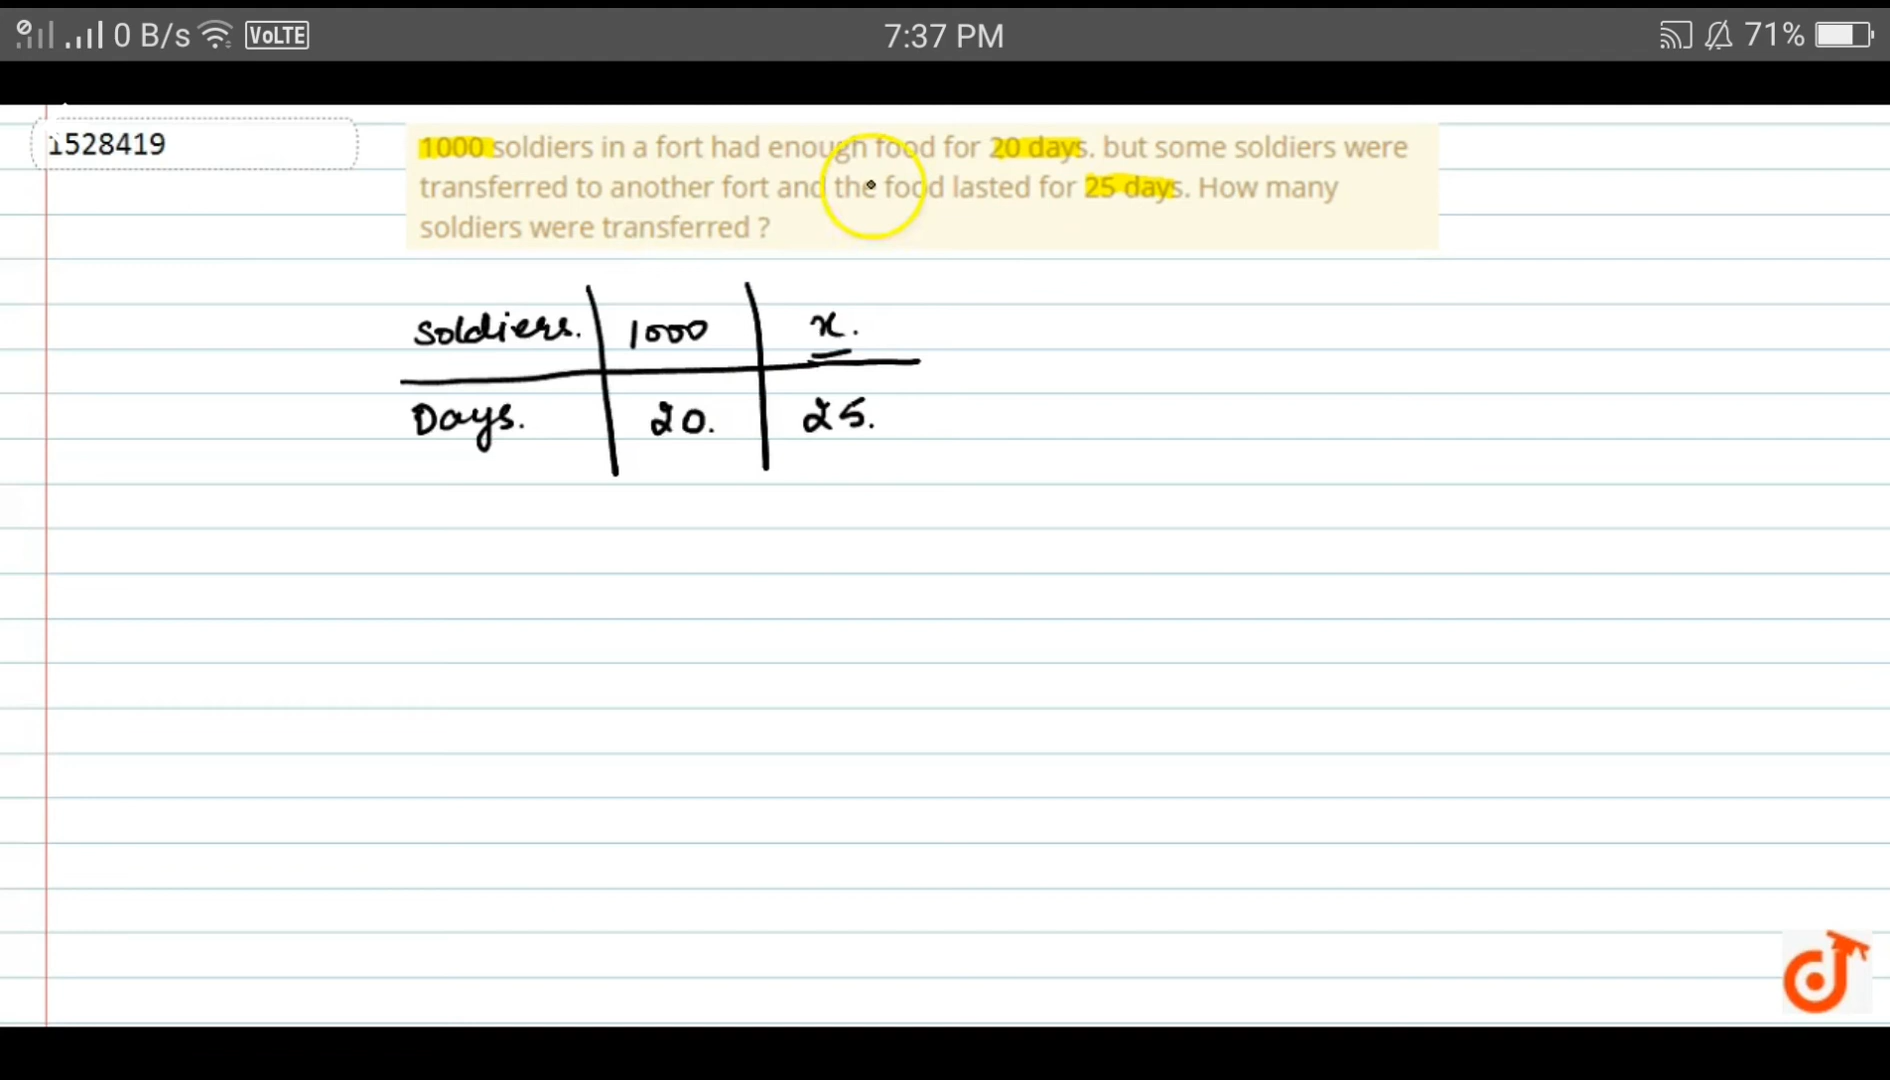 0 B/s VoLTE 7:37 PM 71%
1528419
1000 soldiers in a fort had enough food for 20 days. but some soldiers were
transferred to another fort and the food lasted for 25 days. How many
soldiers were transferred ?
Soldiers. 1000 x.
Days. 20. 25.